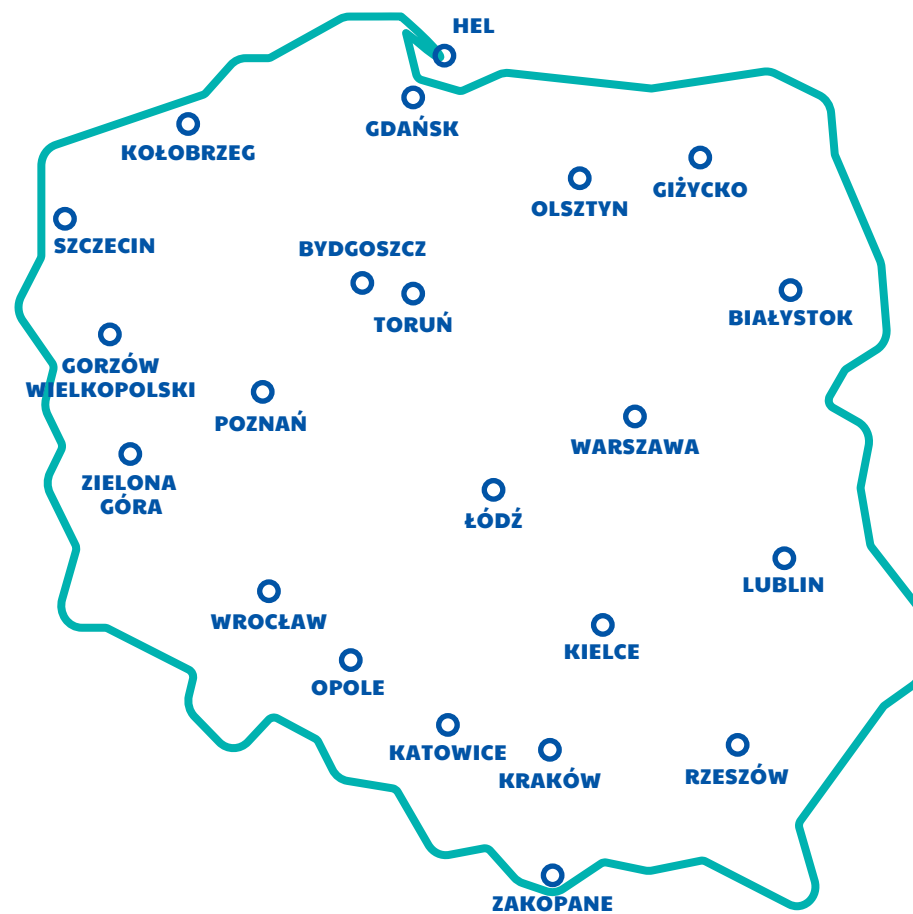 HEL
GDAŃSK
KOŁOBRZEG
GIŻYCKO
OLSZTYN
SZCZECIN
BYDGOSZCZ
TORUŃ
BIAŁYSTOK
GORZÓW
WIELKOPOLSKI
POZNAŃ
WARSZAWA
ZIELONA
GÓRA
ŁÓDŹ
LUBLIN
WROCŁAW
KIELCE
OPOLE
KATOWICE
KRAKÓW
RZESZÓW
ZAKOPANE